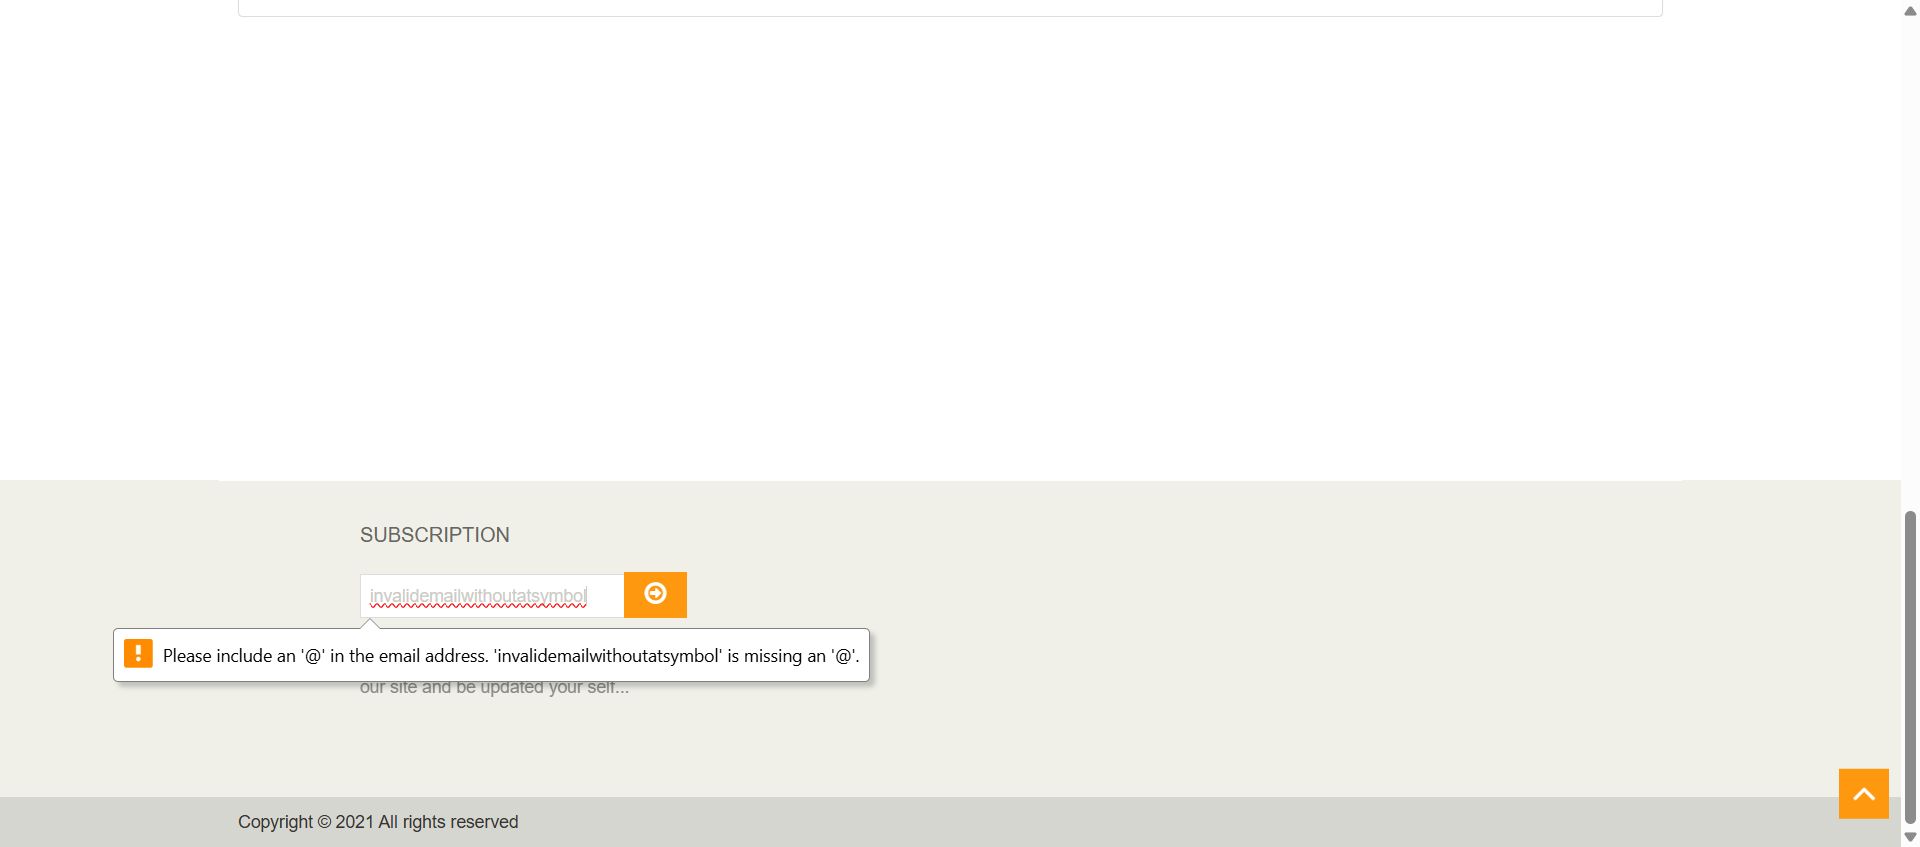 SUBSCRIPTION
invalidemailwithoutatsymbol
Please include an '@' in the email address. 'invalidemailwithoutatsymbol' is missing an '@'.
our site and be updated your self...
Copyright © 2021 All rights reserved